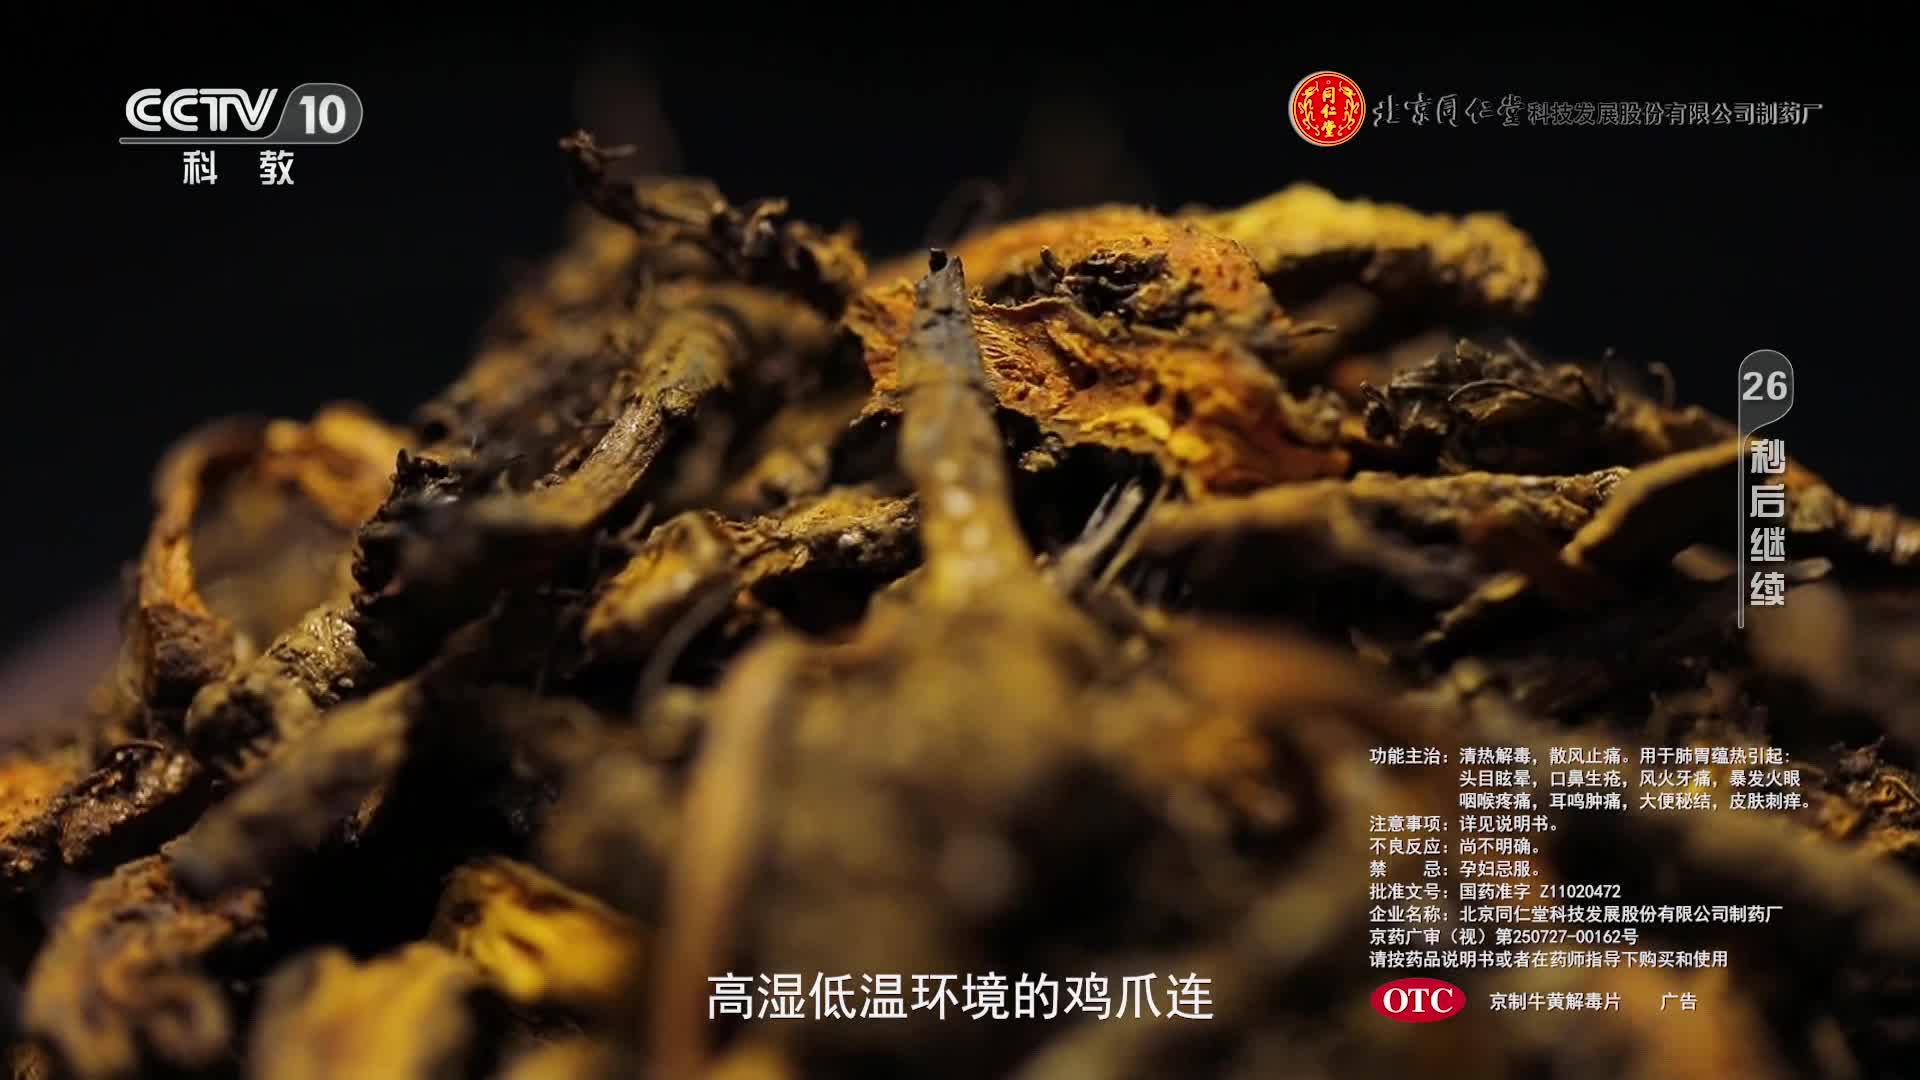 CCTV 10
科 教
同仁堂
北京同仁堂科技发展股份有限公司制药厂
26
秒后继续
功能主治：清热解毒，散风止痛。用于肺胃蕴热引起：
头目眩晕，口鼻生疮，风火牙痛，暴发火眼
咽喉疼痛，耳鸣肿痛，大便秘结，皮肤刺痒。
注意事项：详见说明书。
不良反应：尚不明确。
禁　　忌：孕妇忌服。
批准文号：国药准字 Z11020472
企业名称：北京同仁堂科技发展股份有限公司制药厂
京药广审（视）第250727-00162号
请按药品说明书或者在药师指导下购买和使用
OTC 京制牛黄解毒片 广告
高湿低温环境的鸡爪连